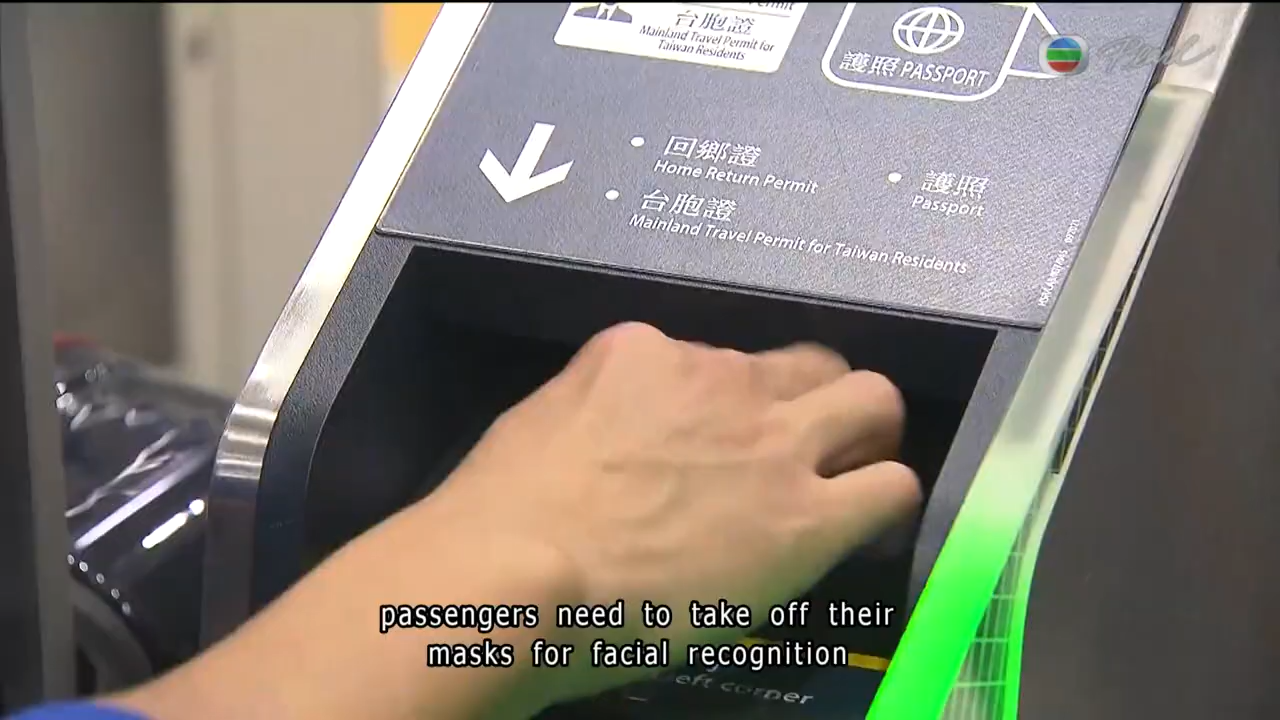 台胞證
Mainland Travel Permit for
Taiwan Residents
護照 PASSPORT
回鄉證
Home Return Permit
護照
Passport
台胞證
Mainland Travel Permit for Taiwan Residents
passengers need to take off their
masks for facial recognition
corner